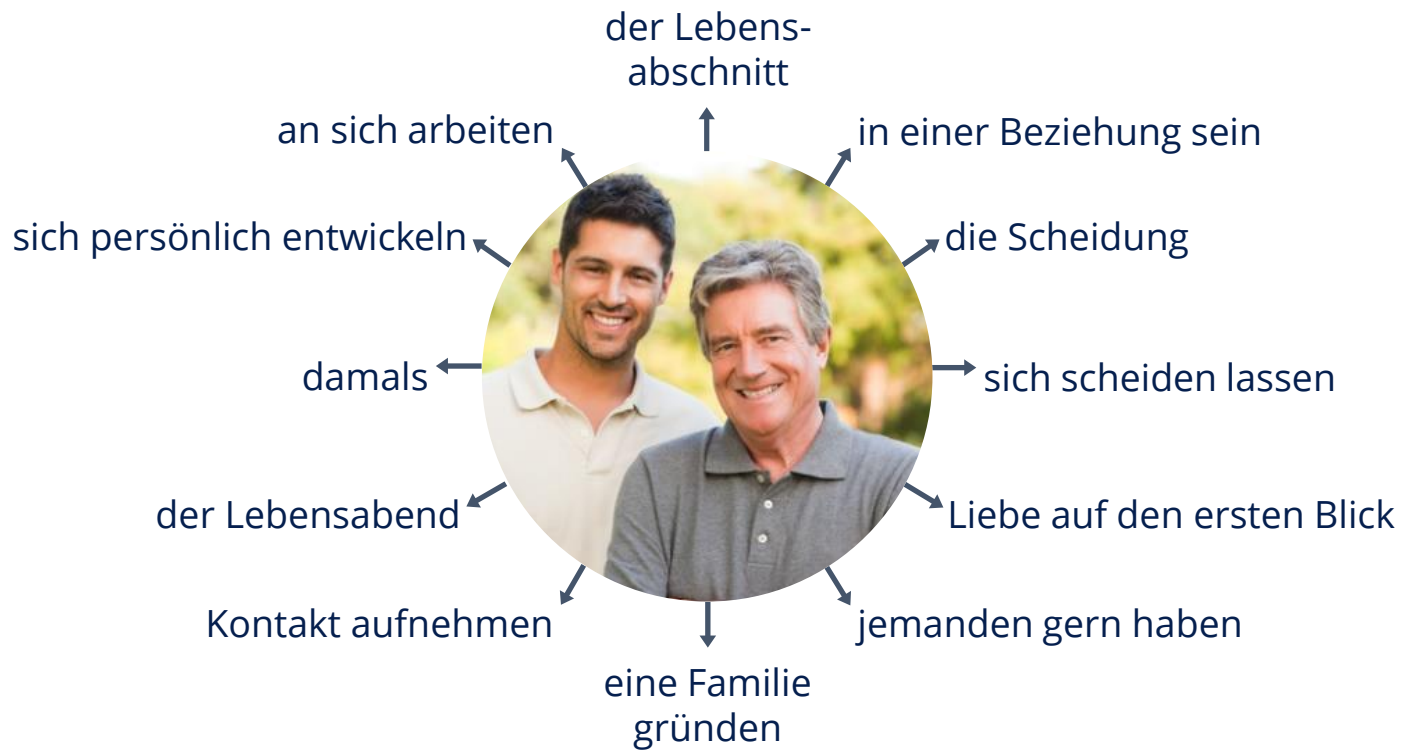 der Lebens-
abschnitt
an sich arbeiten
in einer Beziehung sein
sich persönlich entwickeln
die Scheidung
damals
sich scheiden lassen
der Lebensabend
Liebe auf den ersten Blick
Kontakt aufnehmen
jemanden gern haben
eine Familie
gründen